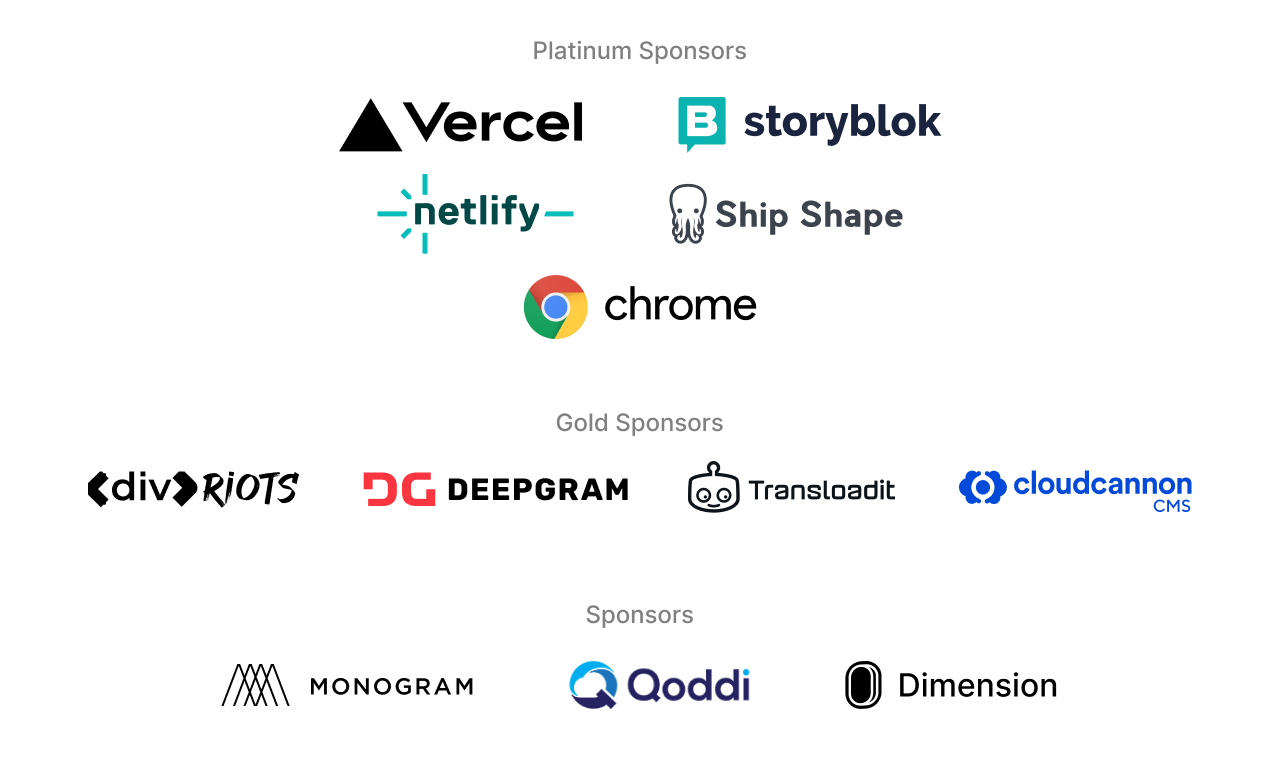 Platinum Sponsors
Vercel
storyblok
netlify
Ship Shape
chrome
Gold Sponsors
<div>RiOTS
DG DEEPGRAM
Transloadit
cloudcannon
CMS
Sponsors
MONOGRAM
Qoddi
Dimension